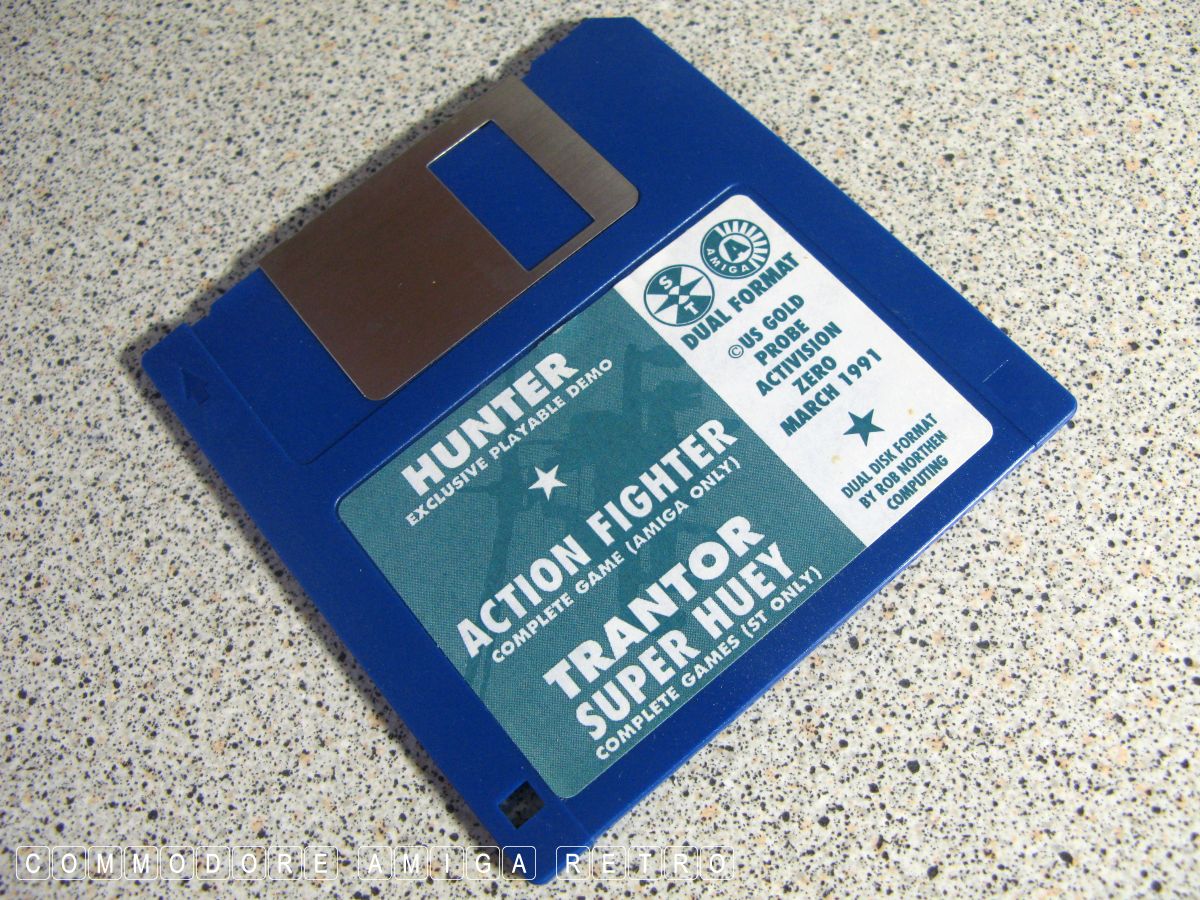 HUNTER
EXCLUSIVE PLAYABLE DEMO
ACTION FIGHTER
COMPLETE GAME (AMIGA ONLY)
TRANTOR
SUPER HUEY
COMPLETE GAMES (ST ONLY)
S T
A
AMIGA
DUAL FORMAT
©US GOLD
PROBE
ACTIVISION
ZERO
MARCH 1991
DUAL DISK FORMAT
BY ROB NORTHEN
COMPUTING
COMMODORE AMIGA RETRO